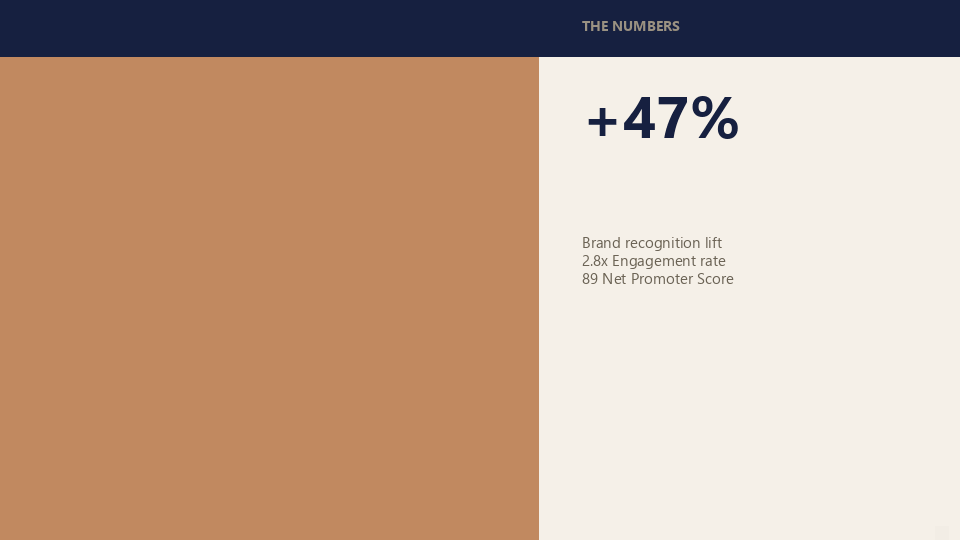 THE NUMBERS
+47%
Brand recognition lift
2.8x Engagement rate
89 Net Promoter Score